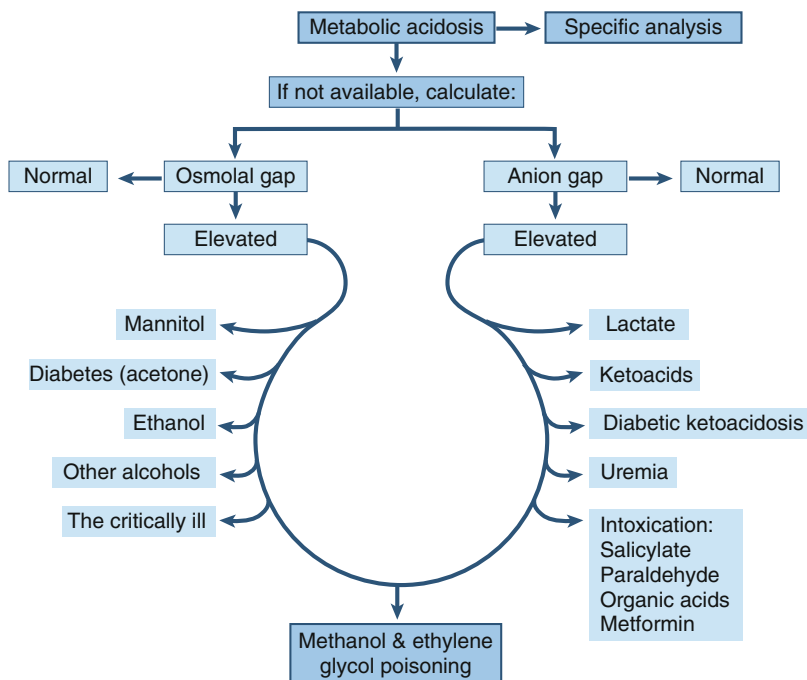 Metabolic acidosis
Specific analysis
If not available, calculate:
Normal
Osmolal gap
Anion gap
Normal
Elevated
Elevated
Mannitol
Diabetes (acetone)
Ethanol
Other alcohols
The critically ill
Lactate
Ketoacids
Diabetic ketoacidosis
Uremia
Intoxication:
Salicylate
Paraldehyde
Organic acids
Metformin
Methanol & ethylene
glycol poisoning